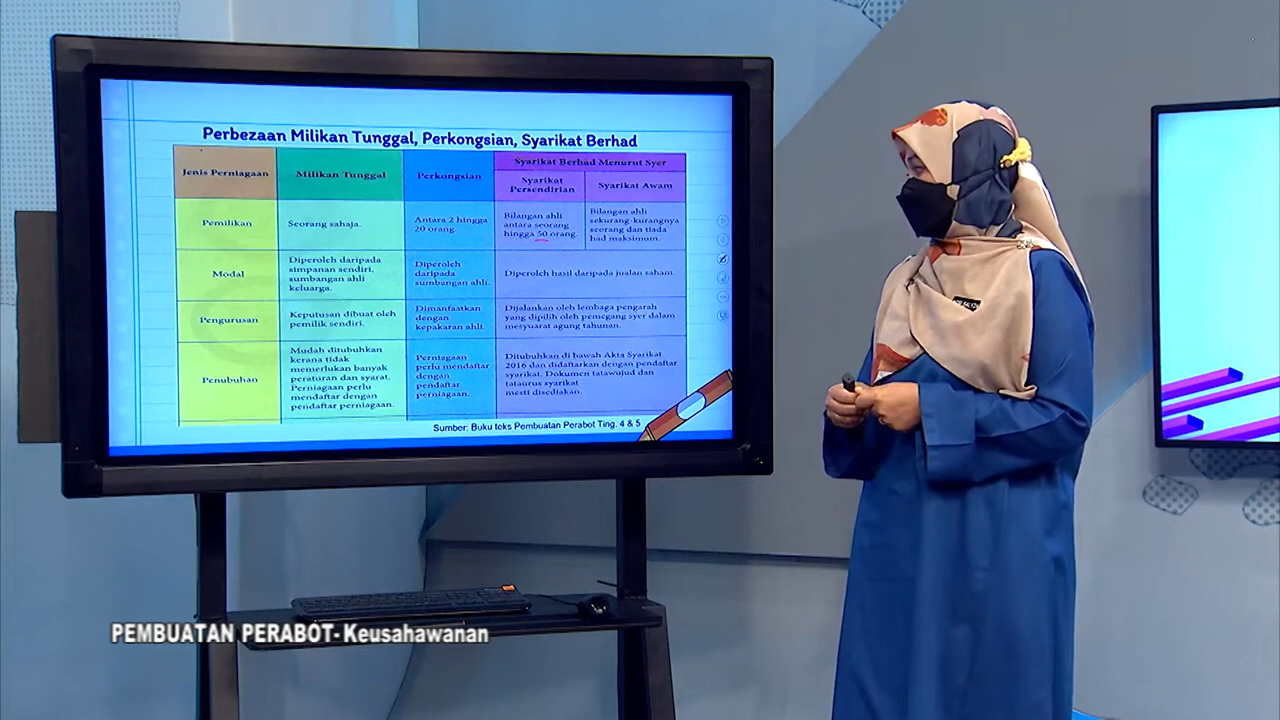 Perbezaan Milikan Tunggal, Perkongsian, Syarikat Berhad
Jenis Perniagaan
Milikan Tunggal
Perkongsian
Syarikat Berhad Menurut Syer
Syarikat
Persendirian
Syarikat Awam
Pemilikan
Seorang sahaja.
Antara 2 hingga
20 orang.
Bilangan ahli
antara seorang
hingga 50 orang.
Bilangan ahli
sekurang-kurangnya
seorang dan tiada
had maksimum.
Modal
Diperoleh daripada
simpanan sendiri,
sumbangan ahli
keluarga.
Diperoleh
daripada
sumbangan ahli.
Diperoleh hasil daripada jualan saham.
Pengurusan
Keputusan dibuat oleh
pemilik sendiri.
Dimanfaatkan
dengan
kepakaran ahli.
Dijalankan oleh lembaga pengarah
yang dipilih oleh pemegang syer dalam
mesyuarat agung tahunan.
Penubuhan
Mudah ditubuhkan
kerana tidak
memerlukan banyak
peraturan dan syarat.
Perniagaan perlu
mendaftar dengan
pendaftar perniagaan.
Perniagaan
perlu mendaftar
dengan
pendaftar
perniagaan.
Ditubuhkan di bawah Akta Syarikat
2016 dan didaftarkan dengan pendaftar
syarikat. Dokumen tatawujud dan
tataurus syarikat
mesti disediakan.
Sumber: Buku teks Pembuatan Perabot Ting. 4 & 5
PEMBUATAN PERABOT- Keusahawanan